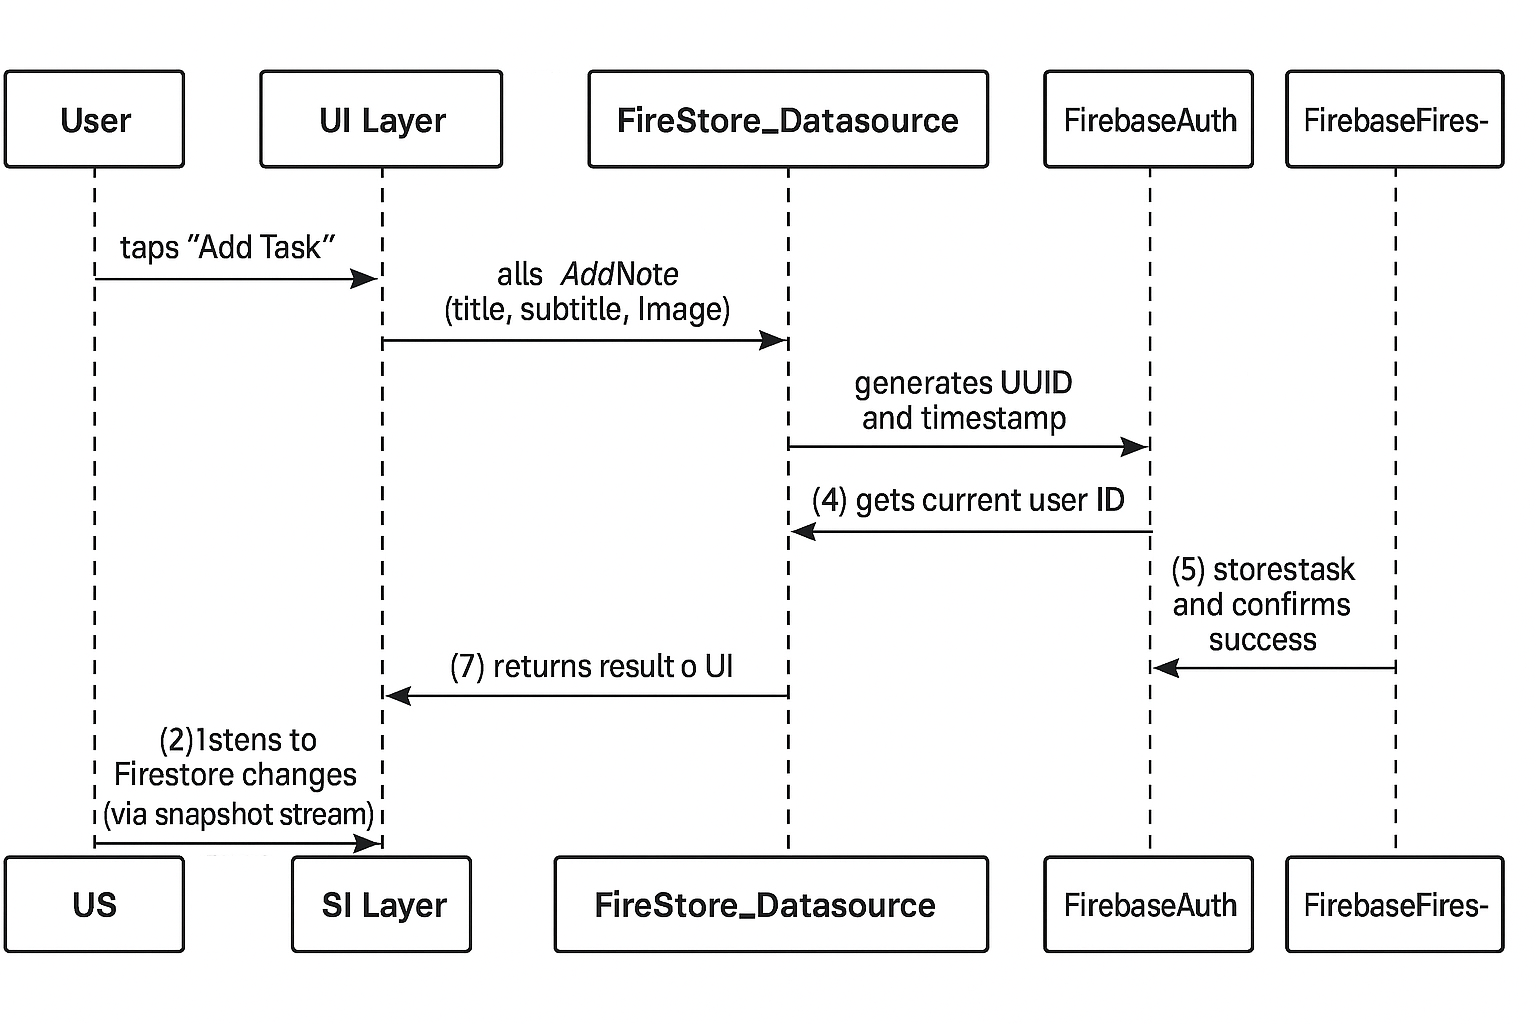 User
UI Layer
FireStore_Datasource
FirebaseAuth
FirebaseFires-
taps "Add Task"
alls AddNote
(title, subtitle, Image)
generates UUID
and timestamp
(4) gets current user ID
(5) storestask
and confirms
success
(7) returns result o UI
(2)1stens to
Firestore changes
(via snapshot stream)
US
SI Layer
FireStore_Datasource
FirebaseAuth
FirebaseFires-